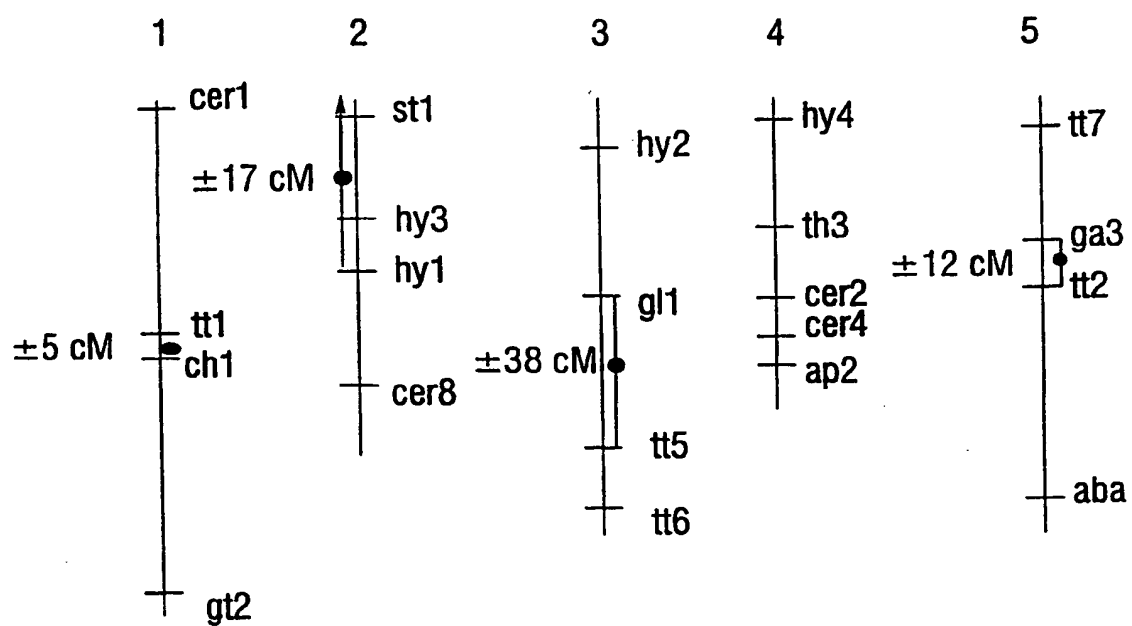 1
2
3
4
5
cer1
tt1
±5 cM
ch1
gt2
st1
±17 cM
hy3
hy1
cer8
hy2
gl1
±38 cM
tt5
tt6
hy4
th3
cer2
cer4
ap2
tt7
ga3
±12 cM
tt2
aba